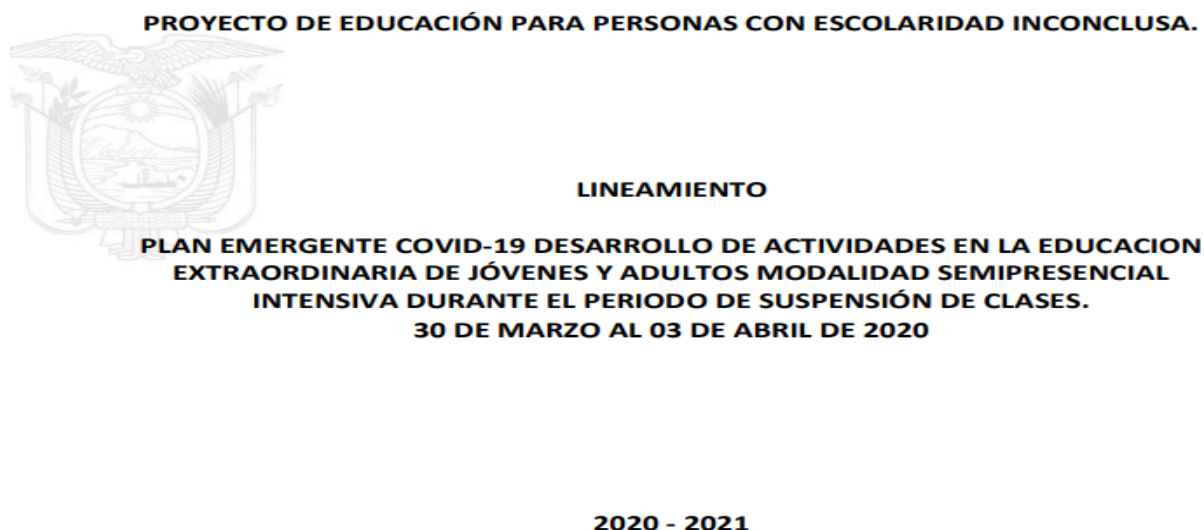 PROYECTO DE EDUCACIÓN PARA PERSONAS CON ESCOLARIDAD INCONCLUSA.
LINEAMIENTO
PLAN EMERGENTE COVID-19 DESARROLLO DE ACTIVIDADES EN LA EDUCACION
EXTRAORDINARIA DE JÓVENES Y ADULTOS MODALIDAD SEMIPRESENCIAL
INTENSIVA DURANTE EL PERIODO DE SUSPENSIÓN DE CLASES.
30 DE MARZO AL 03 DE ABRIL DE 2020
2020 - 2021